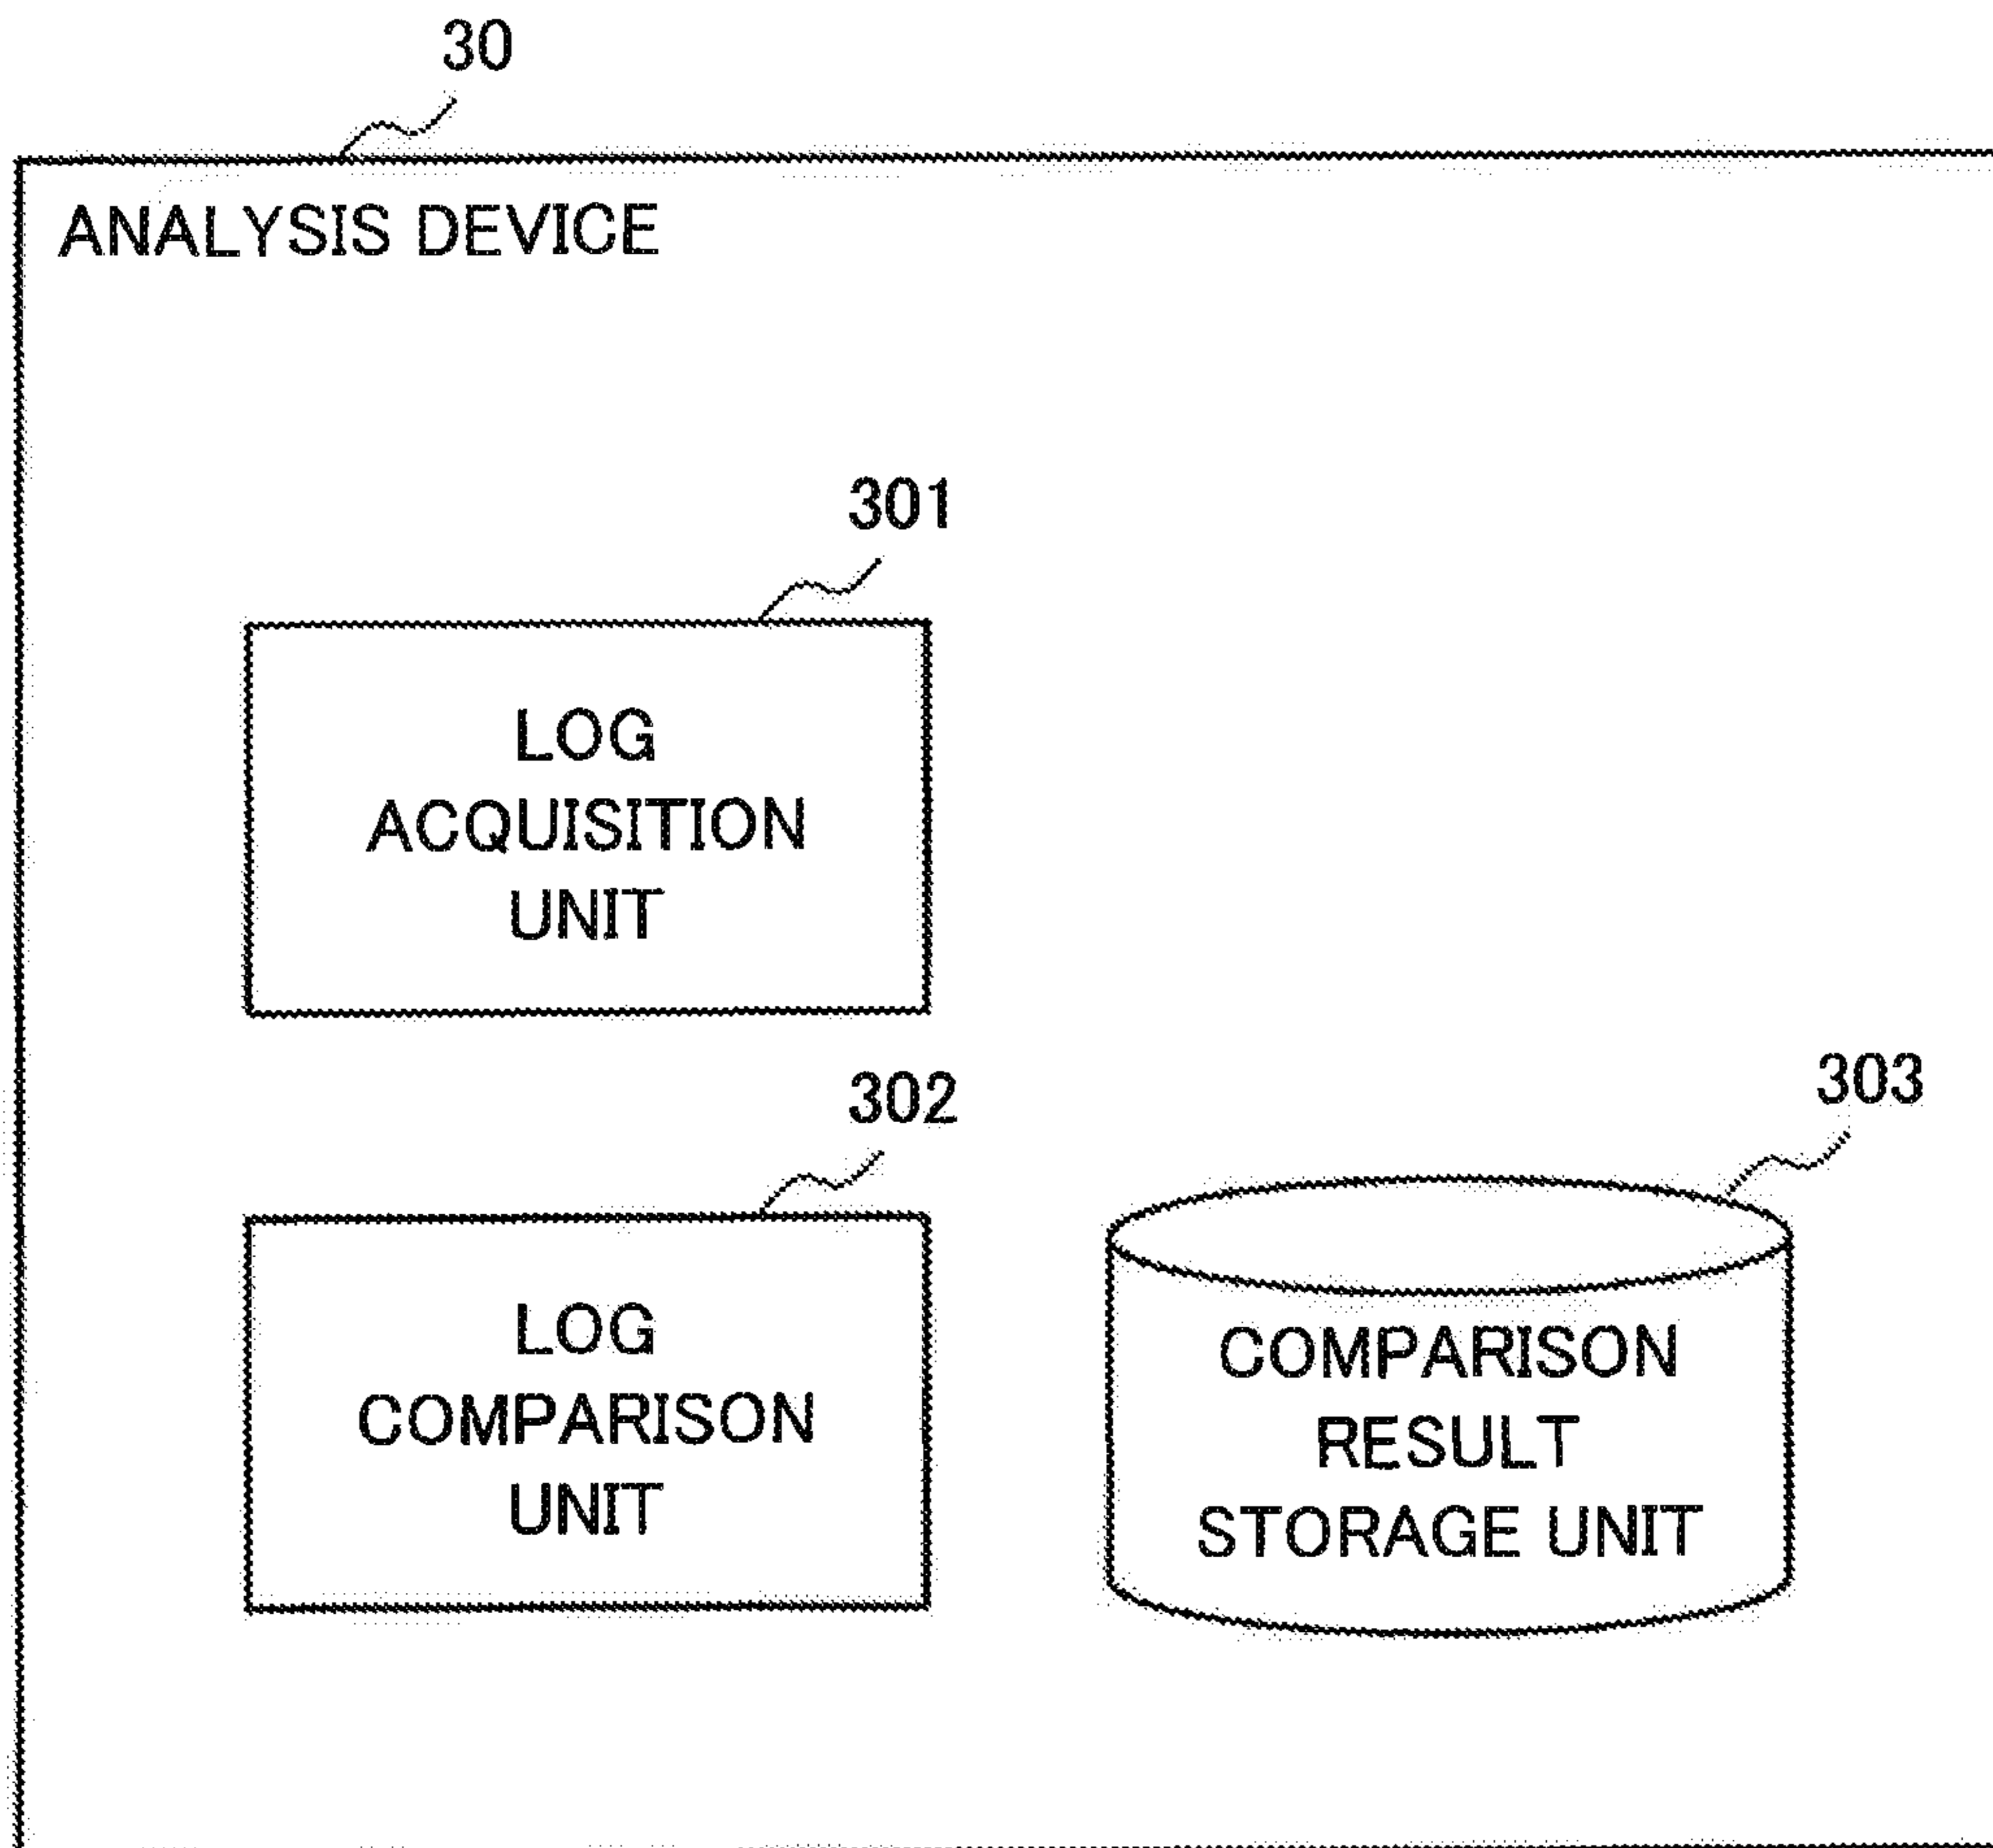 30
ANALYSIS DEVICE
301
LOG
ACQUISITION
UNIT
302
LOG
COMPARISON
UNIT
303
COMPARISON
RESULT
STORAGE UNIT